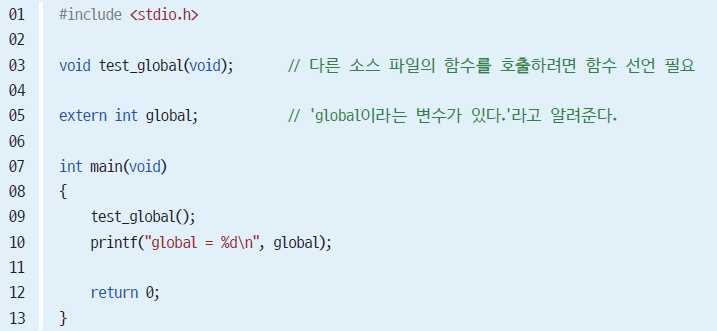 01 #include <stdio.h>
02
03 void test_global(void); // 다른 소스 파일의 함수를 호출하려면 함수 선언 필요
04
05 extern int global; // 'global이라는 변수가 있다.'라고 알려준다.
06
07 int main(void)
08 {
09 test_global();
10 printf("global = %d\n", global);
11
12 return 0;
13 }